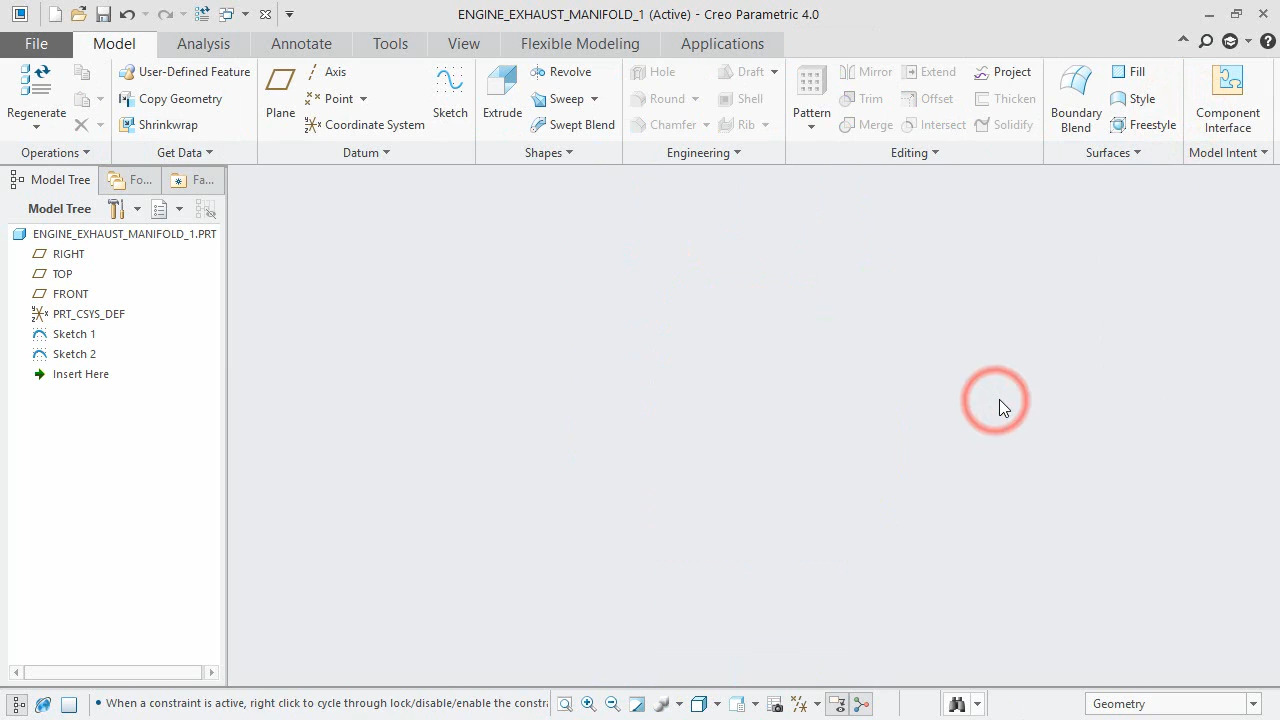 ENGINE_EXHAUST_MANIFOLD_1 (Active) - Creo Parametric 4.0
File Model Analysis Annotate Tools View Flexible Modeling Applications
Regenerate
User-Defined Feature
Copy Geometry
Shrinkwrap
Plane
Axis
Point
Coordinate System
Sketch
Extrude
Revolve
Sweep
Swept Blend
Hole
Round
Chamfer
Draft
Shell
Rib
Pattern
Mirror
Trim
Merge
Extend
Offset
Intersect
Project
Thicken
Solidify
Boundary
Blend
Fill
Style
Freestyle
Component
Interface
Operations Get Data Datum Shapes Engineering Editing Surfaces Model Intent
Model Tree Fo... Fa...
Model Tree
ENGINE_EXHAUST_MANIFOLD_1.PRT
RIGHT
TOP
FRONT
PRT_CSYS_DEF
Sketch 1
Sketch 2
Insert Here
• When a constraint is active, right click to cycle through lock/disable/enable the constra
Geometry